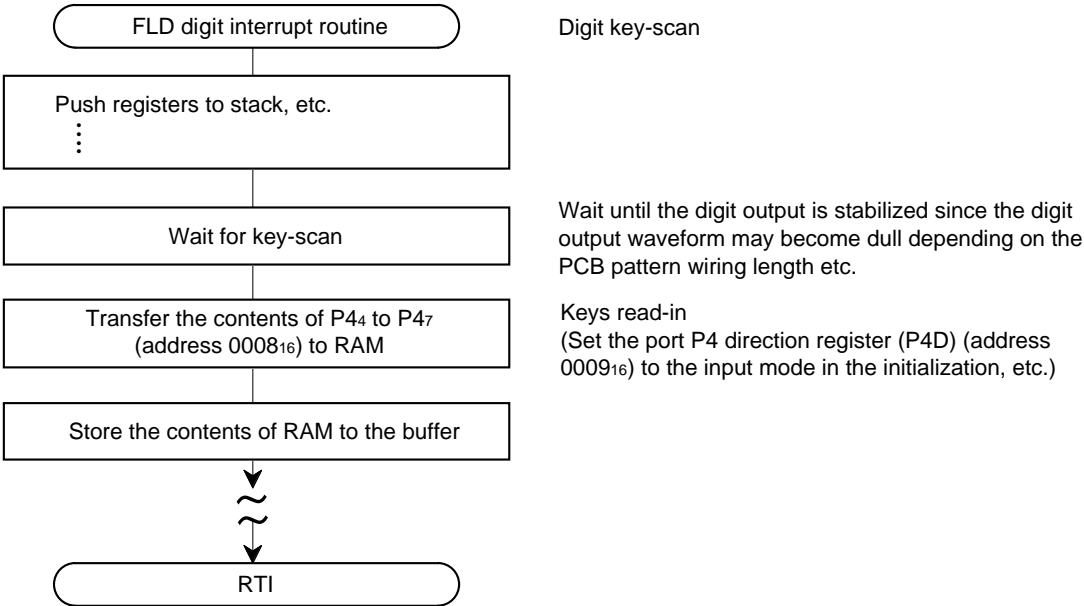 FLD digit interrupt routine
Digit key-scan
Push registers to stack, etc.
Wait for key-scan
Wait until the digit output is stabilized since the digit
output waveform may become dull depending on the
PCB pattern wiring length etc.
Transfer the contents of P4₄ to P4₇
(address 0008₁₆) to RAM
Keys read-in
(Set the port P4 direction register (P4D) (address
0009₁₆) to the input mode in the initialization, etc.)
Store the contents of RAM to the buffer
RTI